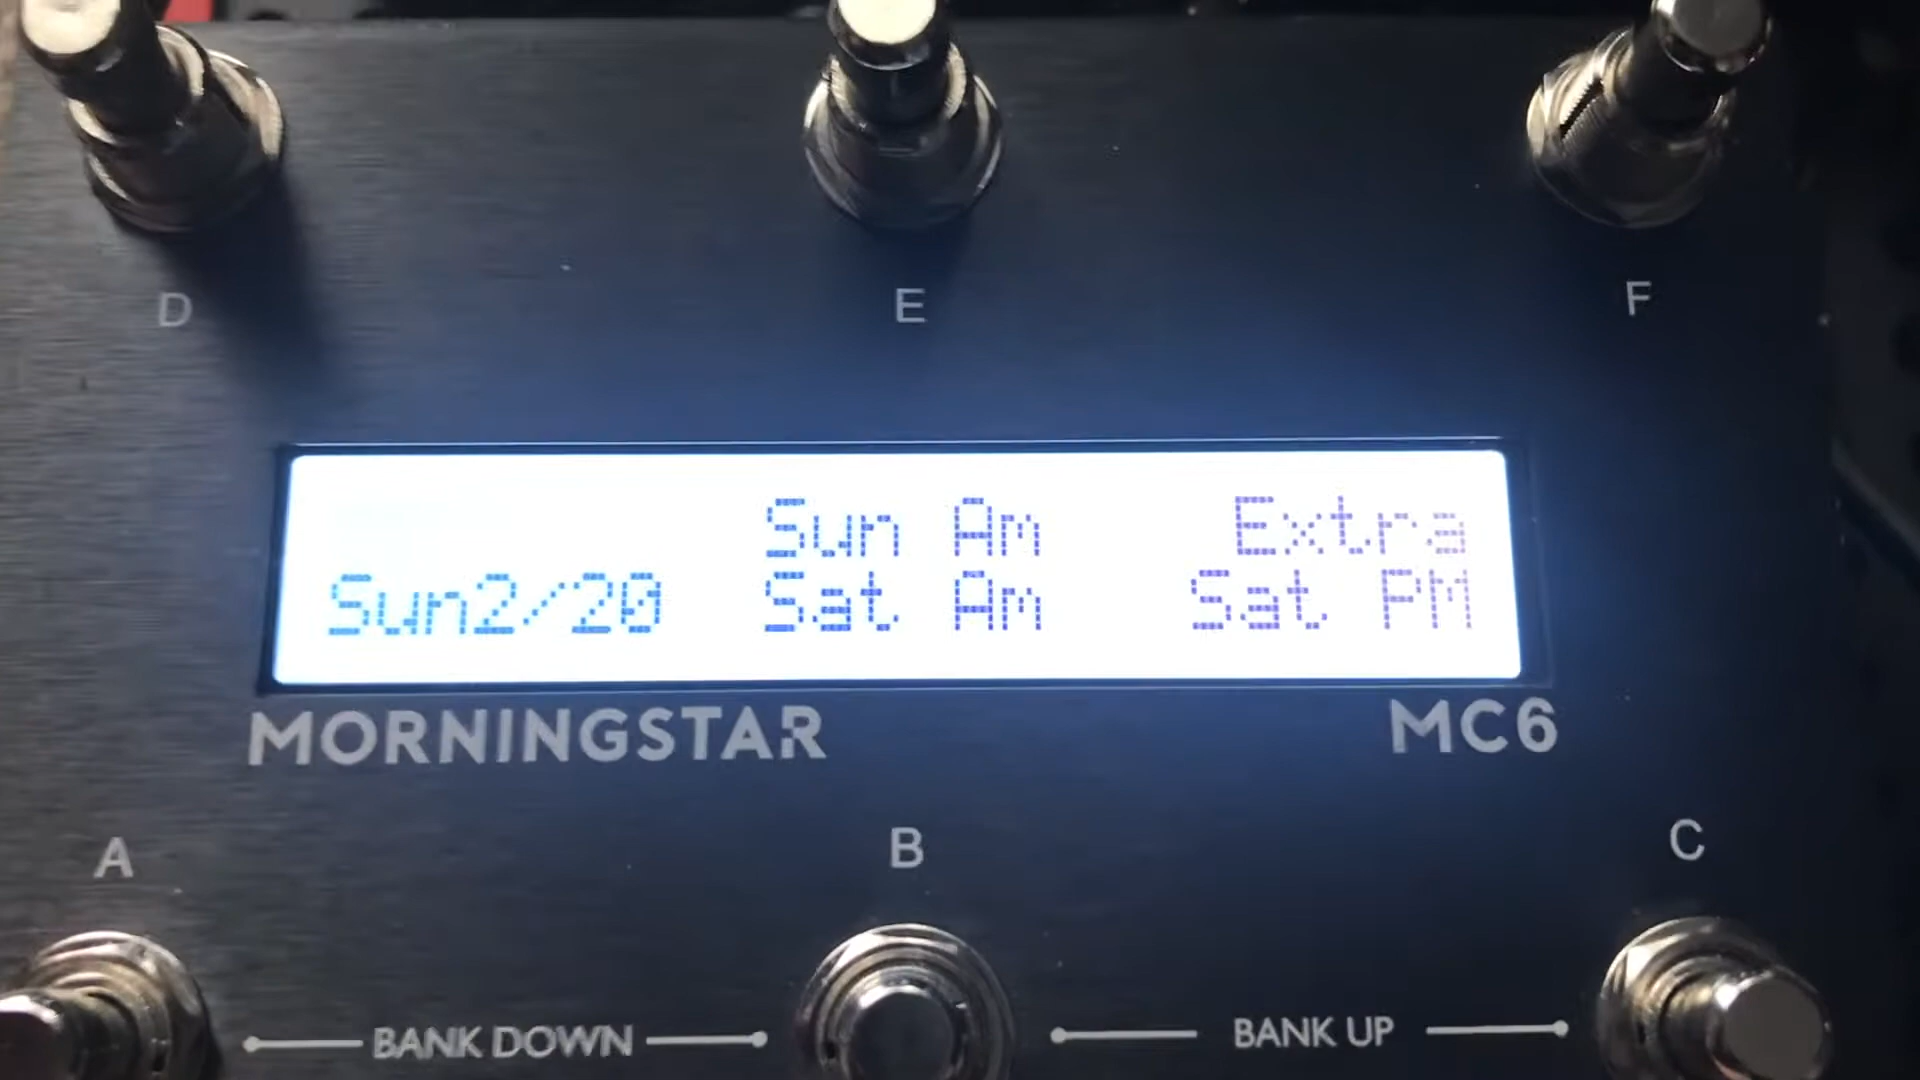 D E F
Sun Am Extra
Sun2/20 Sat Am Sat PM
MORNINGSTAR MC6
A B C
BANK DOWN BANK UP